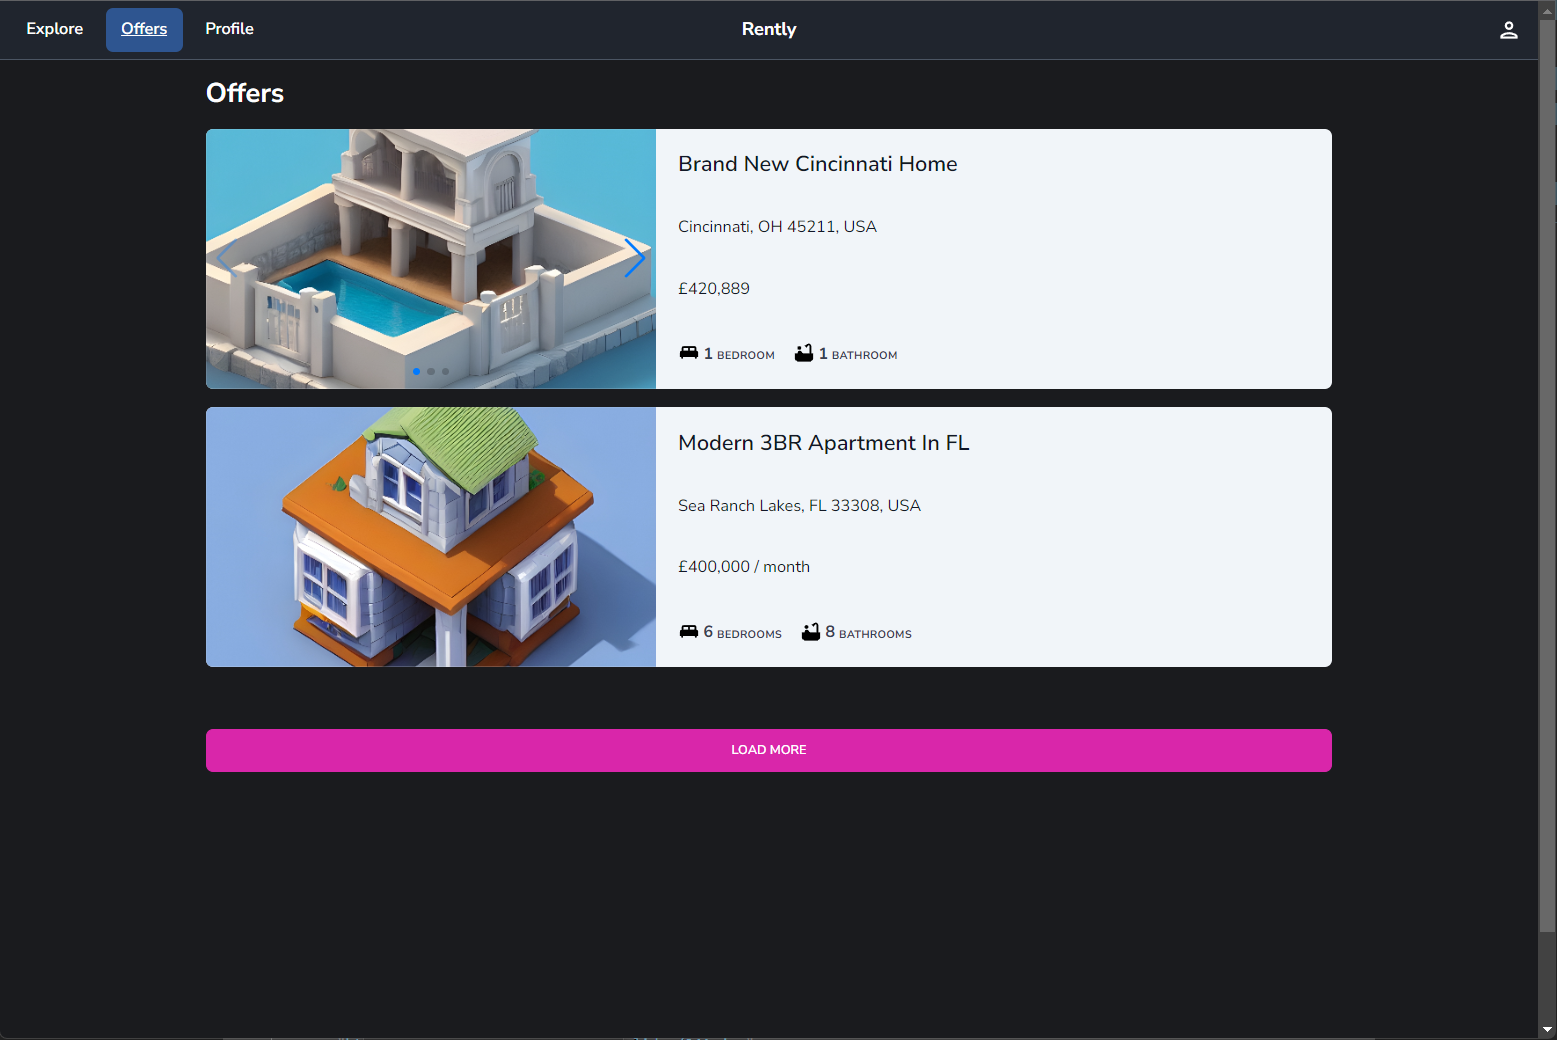 Explore Offers Profile Rently
Offers
Brand New Cincinnati Home
Cincinnati, OH 45211, USA
£420,889
1 BEDROOM 1 BATHROOM
Modern 3BR Apartment In FL
Sea Ranch Lakes, FL 33308, USA
£400,000 / month
6 BEDROOMS 8 BATHROOMS
LOAD MORE